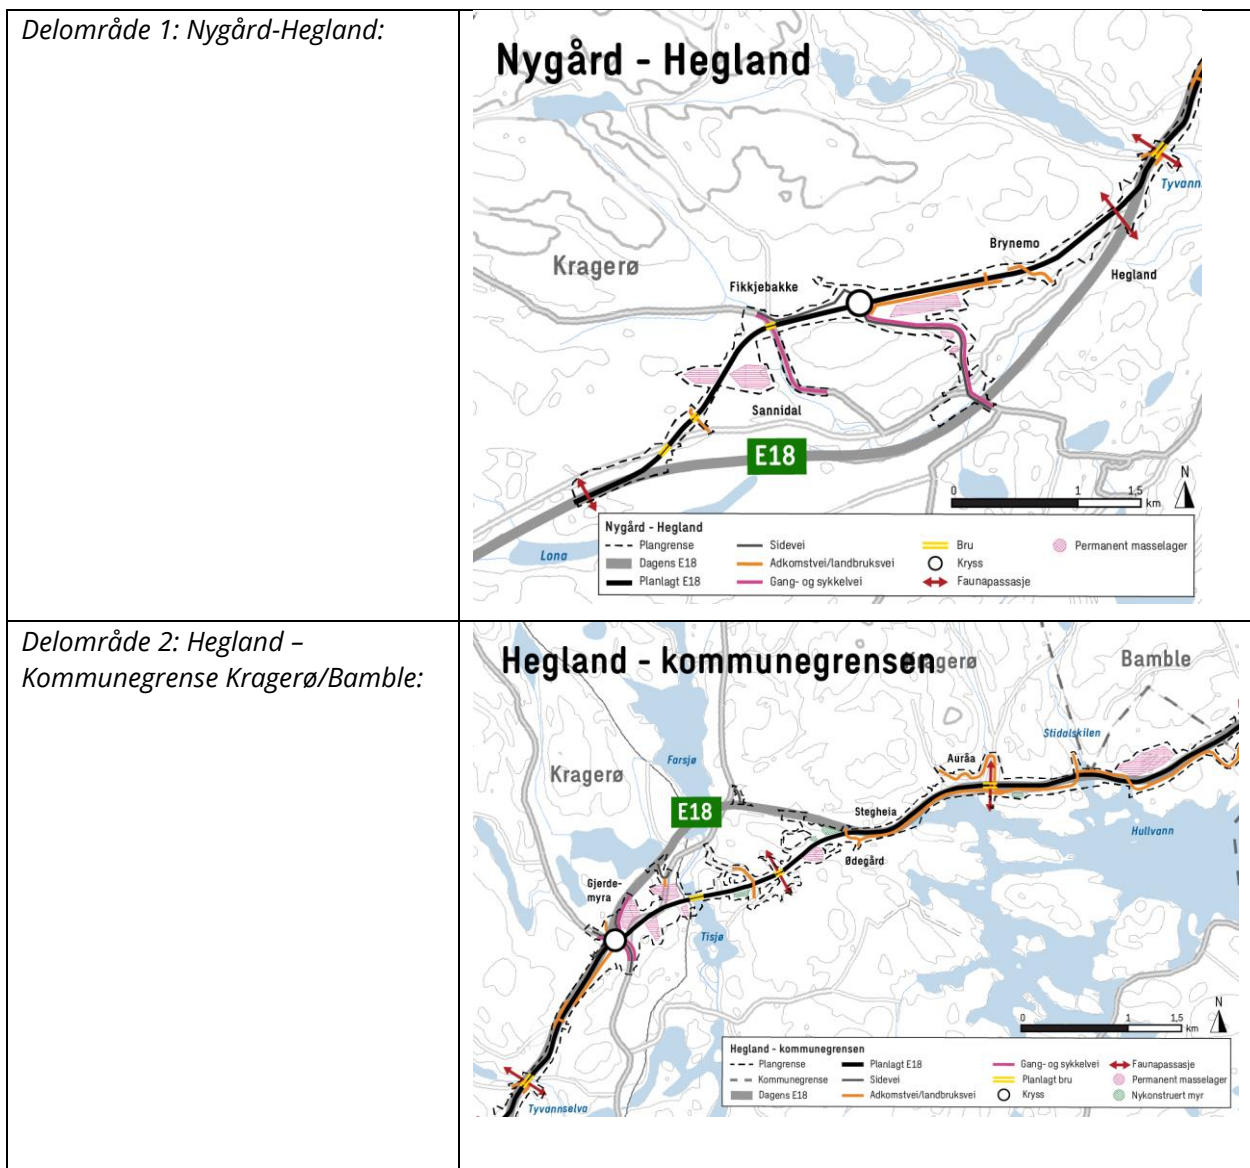 Delområde 1: Nygård-Hegland:
Nygård - Hegland
Tyvanns
Brynemo
Kragerø
Hegland
Fikkjebakke
Sannidal
E18
N
0 1 1,5
km
Lona
Nygård - Hegland
Plangrense
Sidevei
Bru
Permanent masselager
Dagens E18
Adkomstvei/landbruksvei
Kryss
Planlagt E18
Gang- og sykkelvei
Faunapassasje
Delområde 2: Hegland –
Kommunegrense Kragerø/Bamble:
Hegland - kommunegrensen
Kragerø
Bamble
Stidalskilen
Farsjø
Auråa
Kragerø
E18
Stegheia
Hullvann
Ødegård
Gjerde-
myra
Tisjø
N
0 1 1,5
km
Hegland - kommunegrensen
Plangrense
Planlagt E18
Gang- og sykkelvei
Faunapassasje
Kommunegrense
Sidevei
Planlagt bru
Permanent masselager
Dagens E18
Adkomstvei/landbruksvei
Kryss
Nykonstruert myr
Tyvannselva